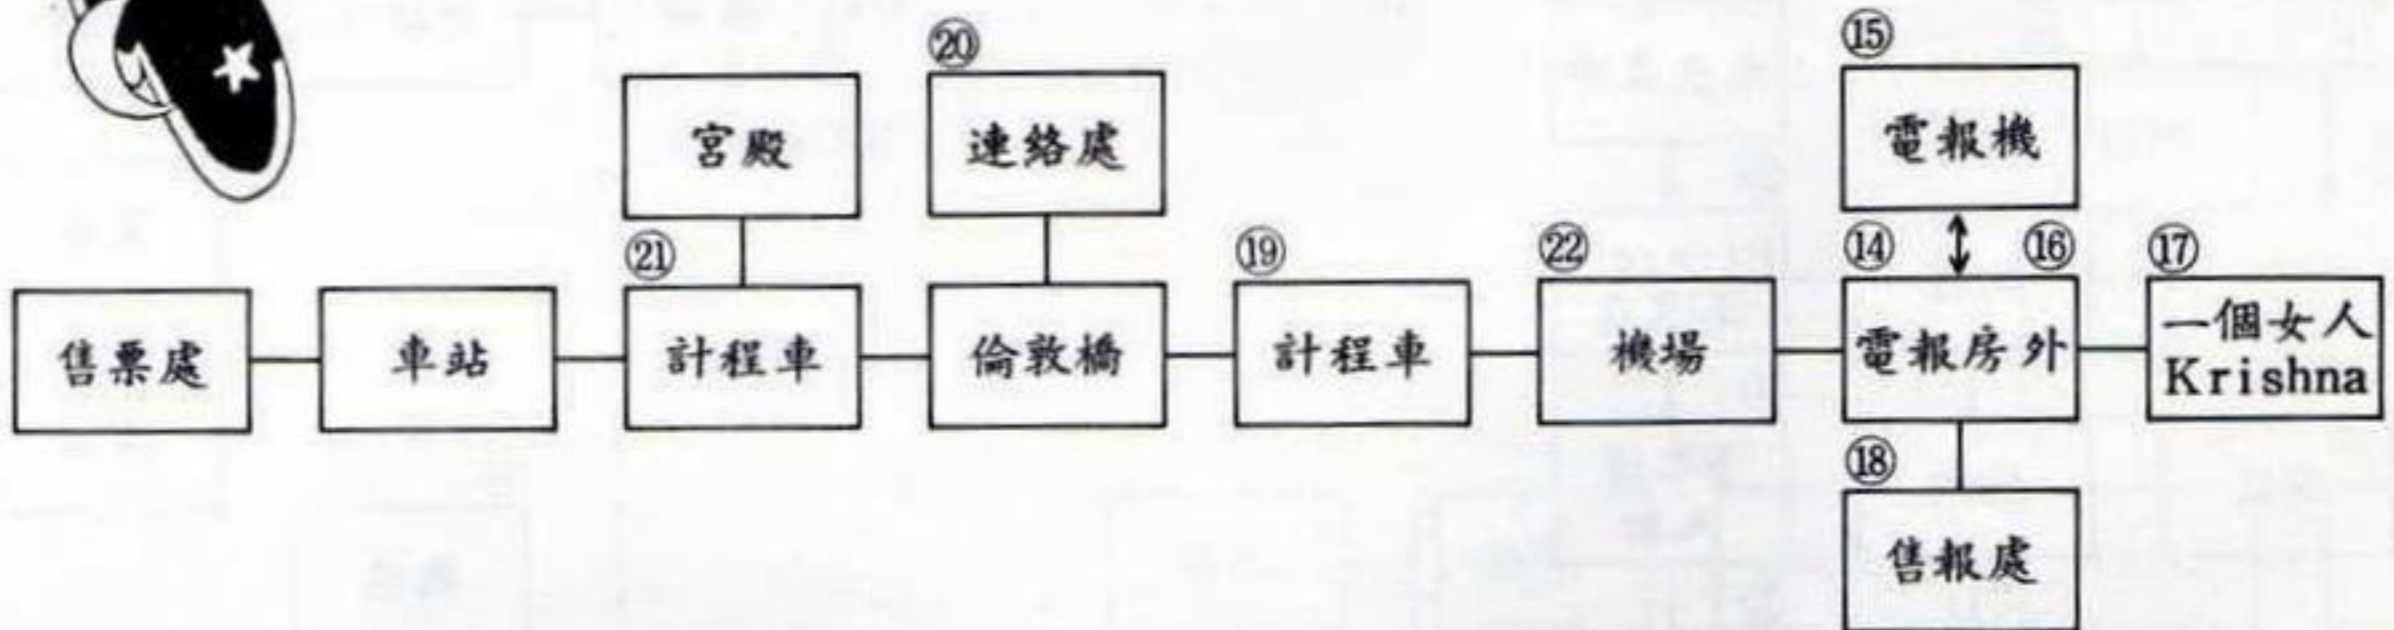 ⑳
⑮
宮殿
連絡處
電報機
㉑
⑲
㉒
⑭
⑯
⑰
售票處
車站
計程車
倫敦橋
計程車
機場
電報房外
一個女人
Krishna
⑱
售報處